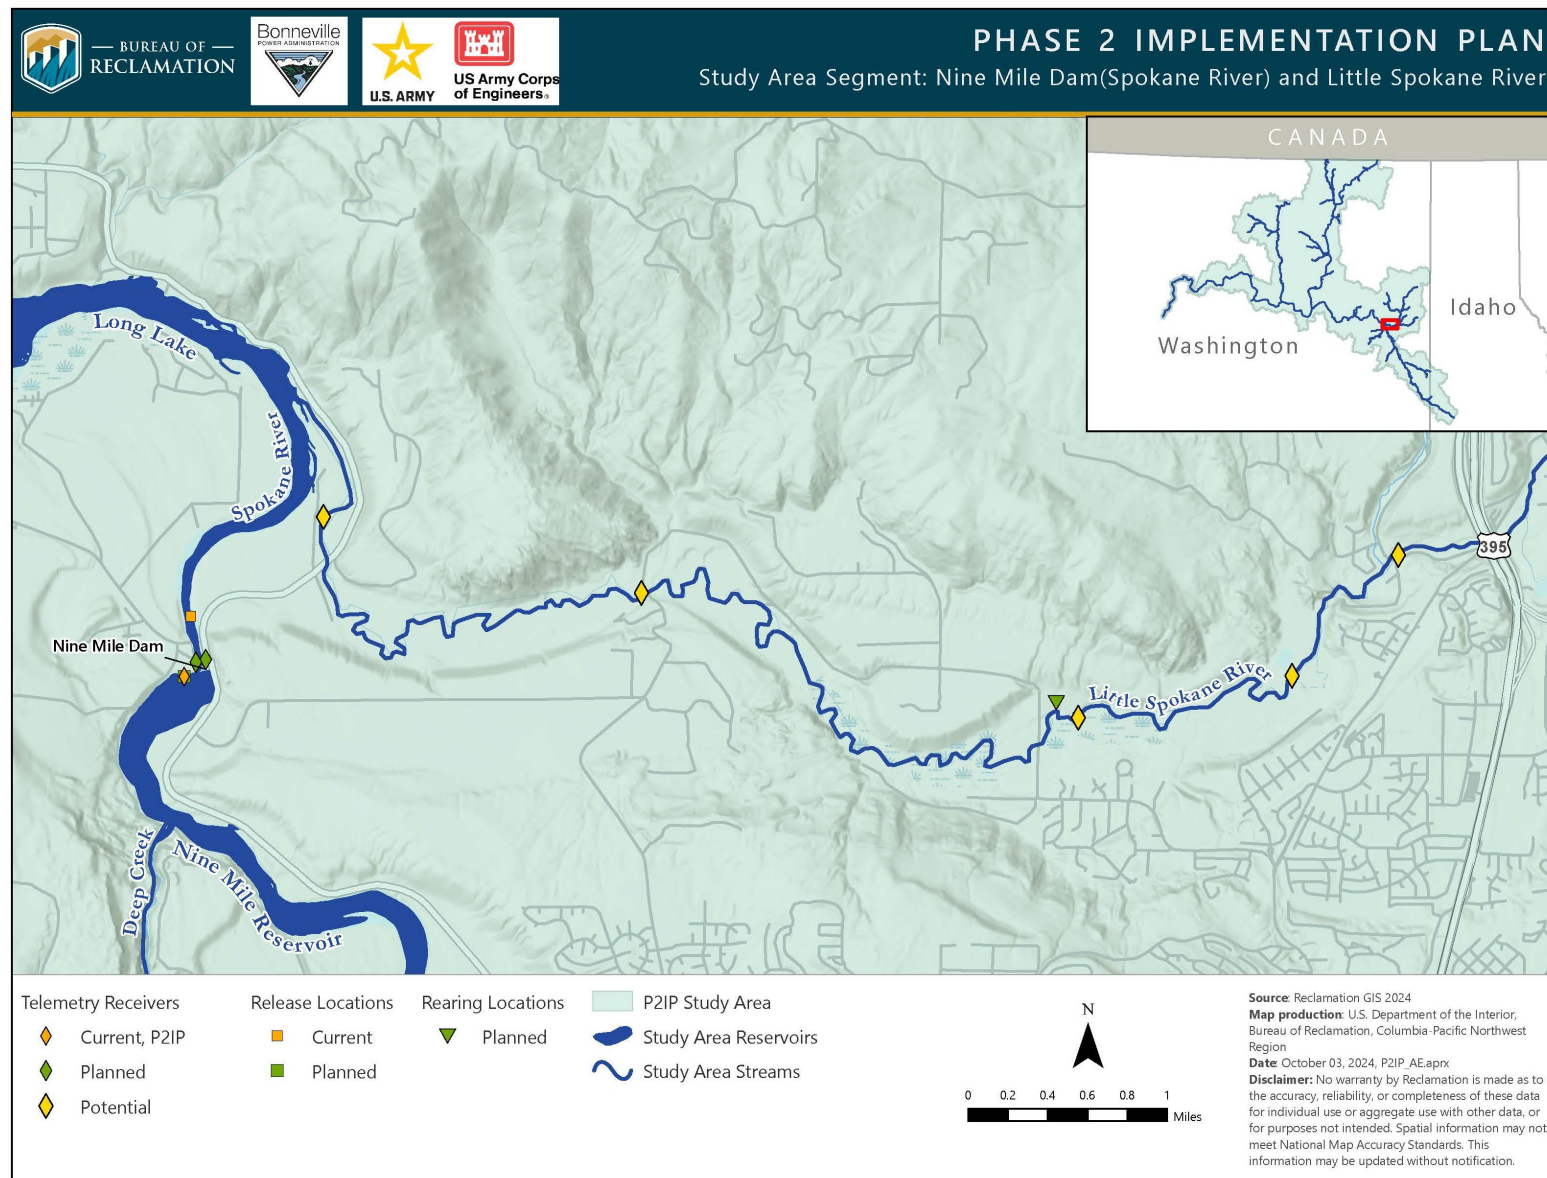 BUREAU OF
RECLAMATION
Bonneville
POWER ADMINISTRATION
U.S. ARMY
US Army Corps
of Engineers®
PHASE 2 IMPLEMENTATION PLAN
Study Area Segment: Nine Mile Dam(Spokane River) and Little Spokane River
CANADA
Washington
Idaho
Long Lake
Spokane River
Nine Mile Dam
Little Spokane River
395
Deep Creek
Nine Mile Reservoir
Telemetry Receivers
Current, P2IP
Planned
Potential
Release Locations
Current
Planned
Rearing Locations
Planned
P2IP Study Area
Study Area Reservoirs
Study Area Streams
N
0 0.2 0.4 0.6 0.8 1
Miles
Source: Reclamation GIS 2024
Map production: U.S. Department of the Interior,
Bureau of Reclamation, Columbia-Pacific Northwest
Region
Date: October 03, 2024, P2IP_AE.aprx
Disclaimer: No warranty by Reclamation is made as to
the accuracy, reliability, or completeness of these data
for individual use or aggregate use with other data, or
for purposes not intended. Spatial information may not
meet National Map Accuracy Standards. This
information may be updated without notification.